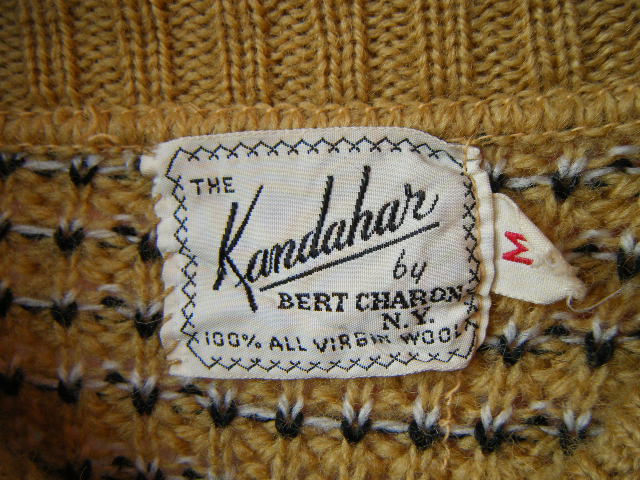 THE
Kandahar
by
BERT CHARON
N.Y.
100% ALL VIRGIN WOOL
M